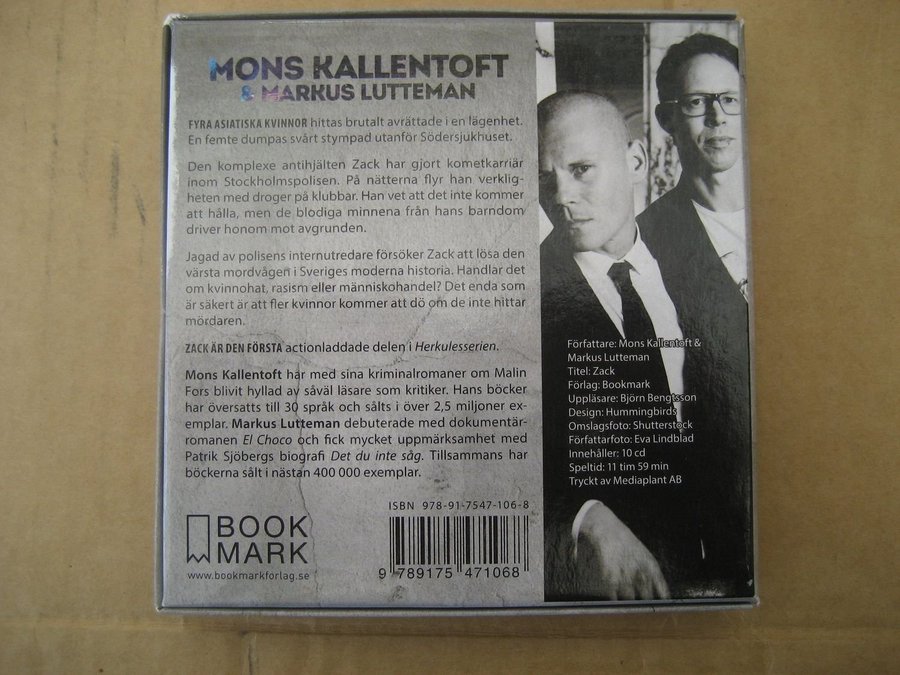 MONS KALLENTOFT
& MARKUS LUTTEMAN
FYRA ASIATISKA KVINNOR hittas brutalt avrättade i en lägenhet.
En femte dumpas svårt stympad utanför Södersjukhuset.
Den komplexe antihjälten Zack har gjort kometkarriär
inom Stockholmspolisen. På nätterna flyr han verklig-
heten med droger på klubbar. Han vet att det inte kommer
att hålla, men de blodiga minnena från hans barndom
driver honom mot avgrunden.
Jagad av polisens internutredare försöker Zack att lösa den
värsta mordvågen i Sveriges moderna historia. Handlar det
om kvinnohat, rasism eller människohandel? Det enda som
är säkert är att fler kvinnor kommer att dö om de inte hittar
mördaren.
ZACK ÄR DEN FÖRSTA actionladdade delen i Herkulesserien.
Mons Kallentoft har med sina kriminalromaner om Malin
Fors blivit hyllad av såväl läsare som kritiker. Hans böcker
har översatts till 30 språk och sålts i över 2,5 miljoner ex-
emplar. Markus Lutteman debuterade med dokumentär-
romanen El Choco och fick mycket uppmärksamhet med
Patrik Sjöbergs biografi Det du inte såg. Tillsammans har
böckerna sålt i nästan 400 000 exemplar.
ISBN 978-91-7547-106-8
9 789175 471068
BOOK
MARK
www.bookmarkforlag.se
Författare: Mons Kallentoft &
Markus Lutteman
Titel: Zack
Förlag: Bookmark
Uppläsare: Björn Bengtsson
Design: Hummingbirds
Omslagsfoto: Shutterstock
Författarfoto: Eva Lindblad
Innehåller: 10 cd
Speltid: 11 tim 59 min
Tryckt av Mediaplant AB